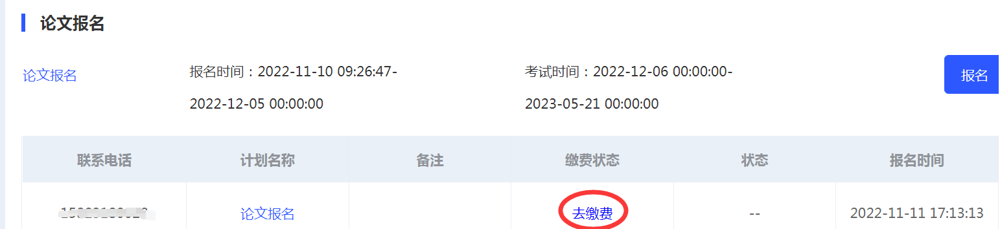 论文报名
论文报名 报名时间：2022-11-10 09:26:47- 考试时间：2022-12-06 00:00:00- 报名
2022-12-05 00:00:00 2023-05-21 00:00:00
联系电话 计划名称 备注 缴费状态 状态 报名时间
论文报名 去缴费 -- 2022-11-11 17:13:13